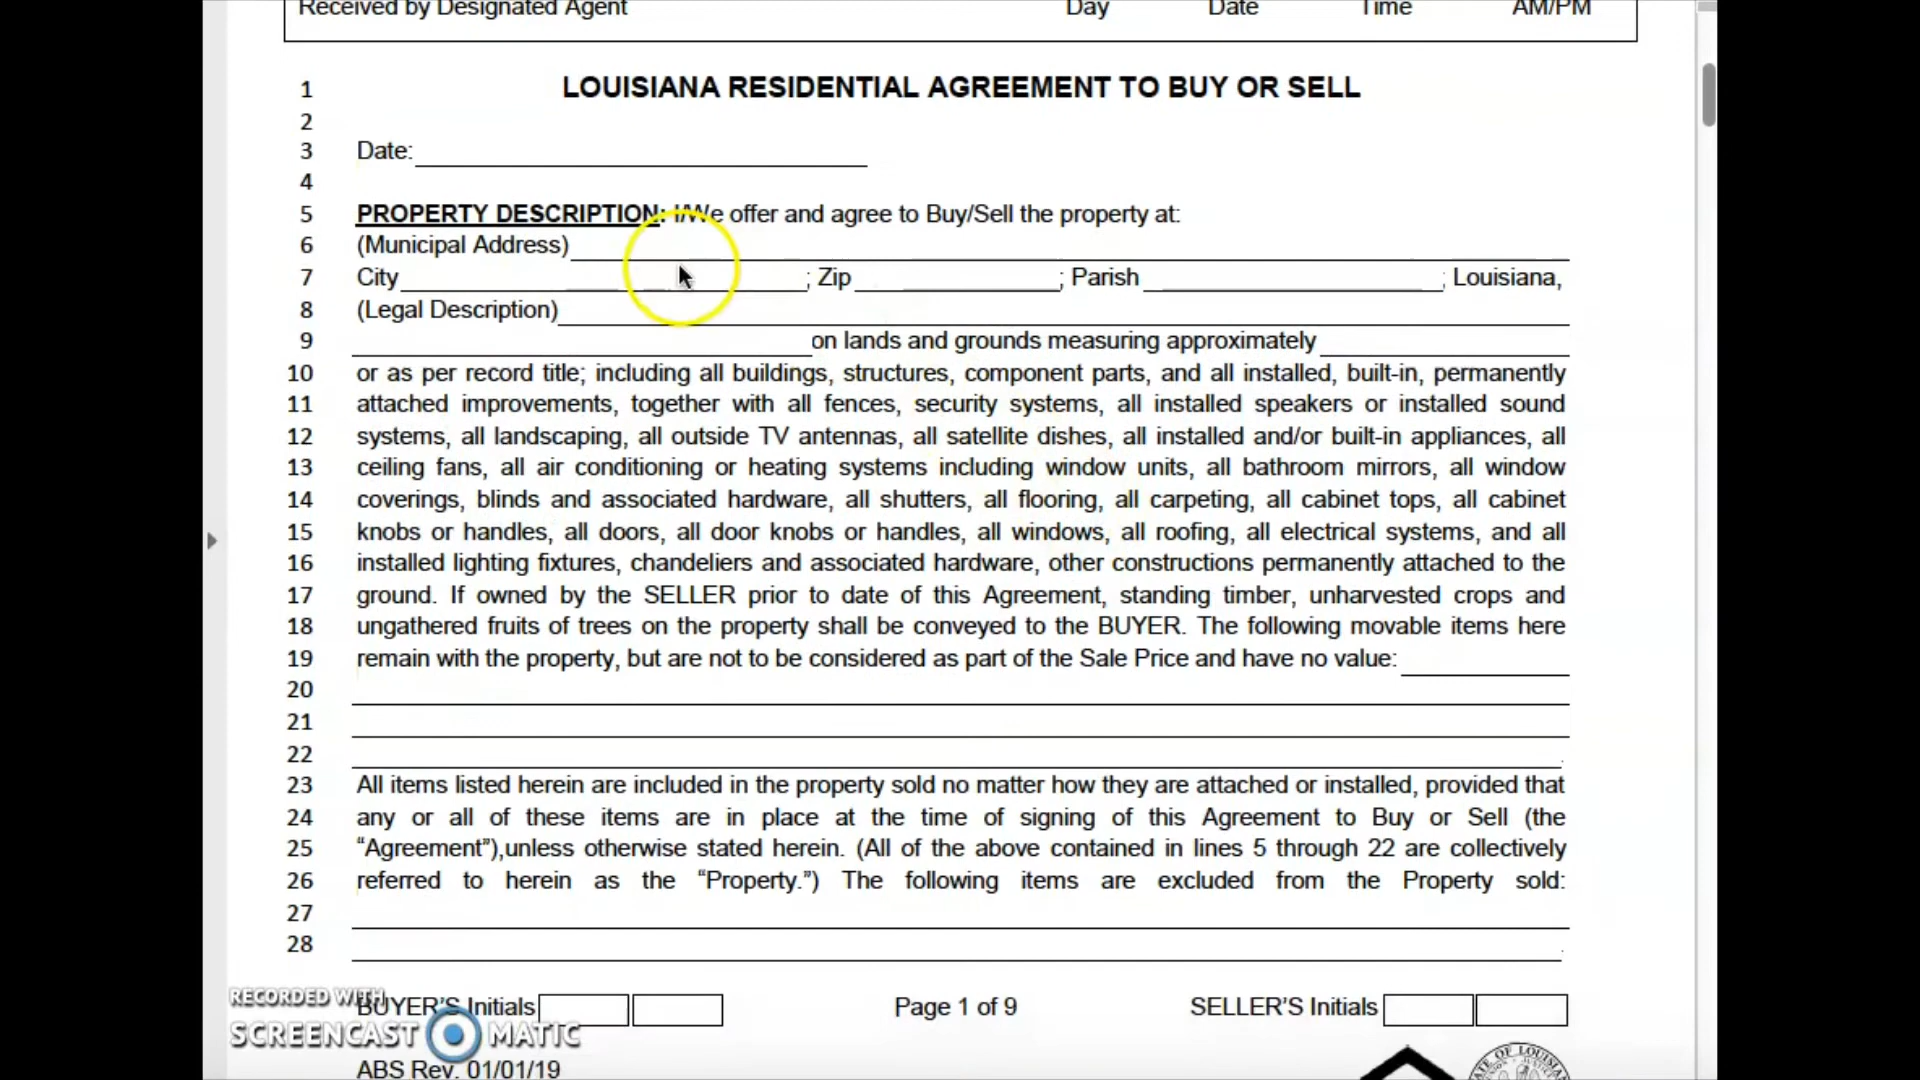 Received by Designated Agent Day Date Time AM/PM
1 LOUISIANA RESIDENTIAL AGREEMENT TO BUY OR SELL
2
3 Date:
4
5 PROPERTY DESCRIPTION: I/We offer and agree to Buy/Sell the property at:
6 (Municipal Address)
7 City ; Zip ; Parish ; Louisiana,
8 (Legal Description)
9 on lands and grounds measuring approximately
10 or as per record title; including all buildings, structures, component parts, and all installed, built-in, permanently
11 attached improvements, together with all fences, security systems, all installed speakers or installed sound
12 systems, all landscaping, all outside TV antennas, all satellite dishes, all installed and/or built-in appliances, all
13 ceiling fans, all air conditioning or heating systems including window units, all bathroom mirrors, all window
14 coverings, blinds and associated hardware, all shutters, all flooring, all carpeting, all cabinet tops, all cabinet
15 knobs or handles, all doors, all door knobs or handles, all windows, all roofing, all electrical systems, and all
16 installed lighting fixtures, chandeliers and associated hardware, other constructions permanently attached to the
17 ground. If owned by the SELLER prior to date of this Agreement, standing timber, unharvested crops and
18 ungathered fruits of trees on the property shall be conveyed to the BUYER. The following movable items here
19 remain with the property, but are not to be considered as part of the Sale Price and have no value:
20
21
22 .
23 All items listed herein are included in the property sold no matter how they are attached or installed, provided that
24 any or all of these items are in place at the time of signing of this Agreement to Buy or Sell (the
25 “Agreement”),unless otherwise stated herein. (All of the above contained in lines 5 through 22 are collectively
26 referred to herein as the “Property.”) The following items are excluded from the Property sold:
27
28 .
RECORDED WITH
BUYER'S Initials Page 1 of 9 SELLER'S Initials
SCREENCAST MATIC
ABS Rev. 01/01/19